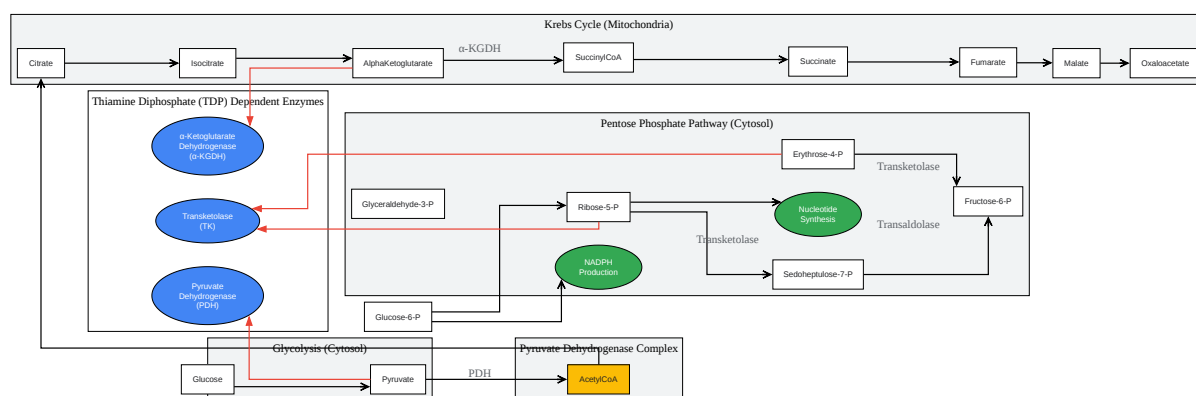 Krebs Cycle (Mitochondria)
Citrate
Isocitrate
AlphaKetoglutarate
α-KGDH
SuccinylCoA
Succinate
Fumarate
Malate
Oxaloacetate
Thiamine Diphosphate (TDP) Dependent Enzymes
α-Ketoglutarate
Dehydrogenase
(α-KGDH)
Transketolase
(TK)
Pyruvate
Dehydrogenase
(PDH)
Pentose Phosphate Pathway (Cytosol)
Erythrose-4-P
Transketolase
Glyceraldehyde-3-P
Ribose-5-P
Nucleotide
Synthesis
Fructose-6-P
Transaldolase
Transketolase
NADPH
Production
Sedoheptulose-7-P
Glucose-6-P
Glycolysis (Cytosol)
Glucose
Pyruvate
PDH
Pyruvate Dehydrogenase Complex
AcetylCoA